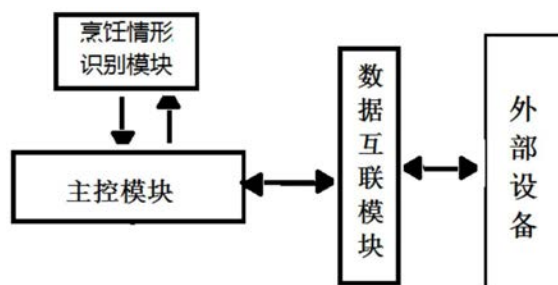 烹饪情形
识别模块
主控模块
数据互联模块
外部设备